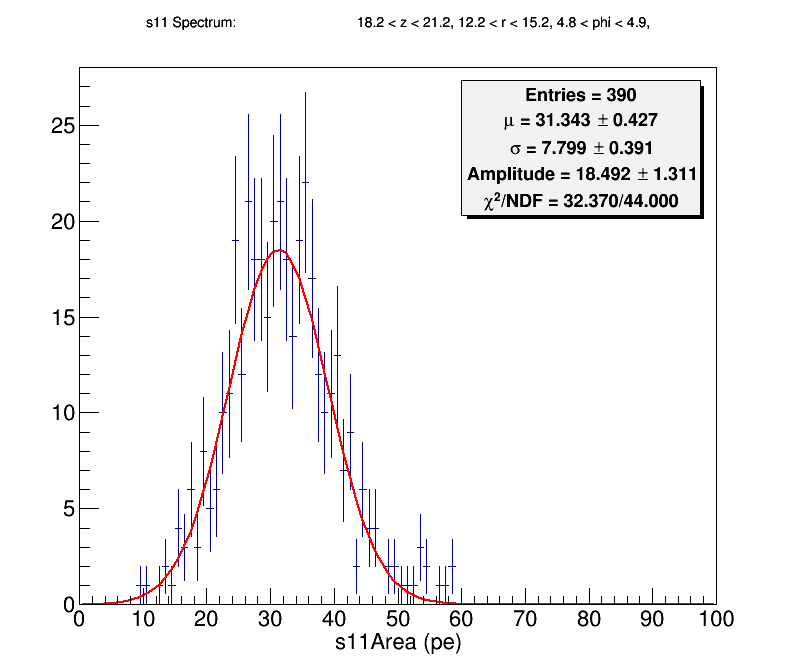 s11 Spectrum: 18.2 < z < 21.2, 12.2 < r < 15.2, 4.8 < phi < 4.9,
Entries = 390
μ = 31.343 ± 0.427
σ = 7.799 ± 0.391
Amplitude = 18.492 ± 1.311
χ²/NDF = 32.370/44.000
25
20
15
10
5
0
0 10 20 30 40 50 60 70 80 90 100
s11Area (pe)